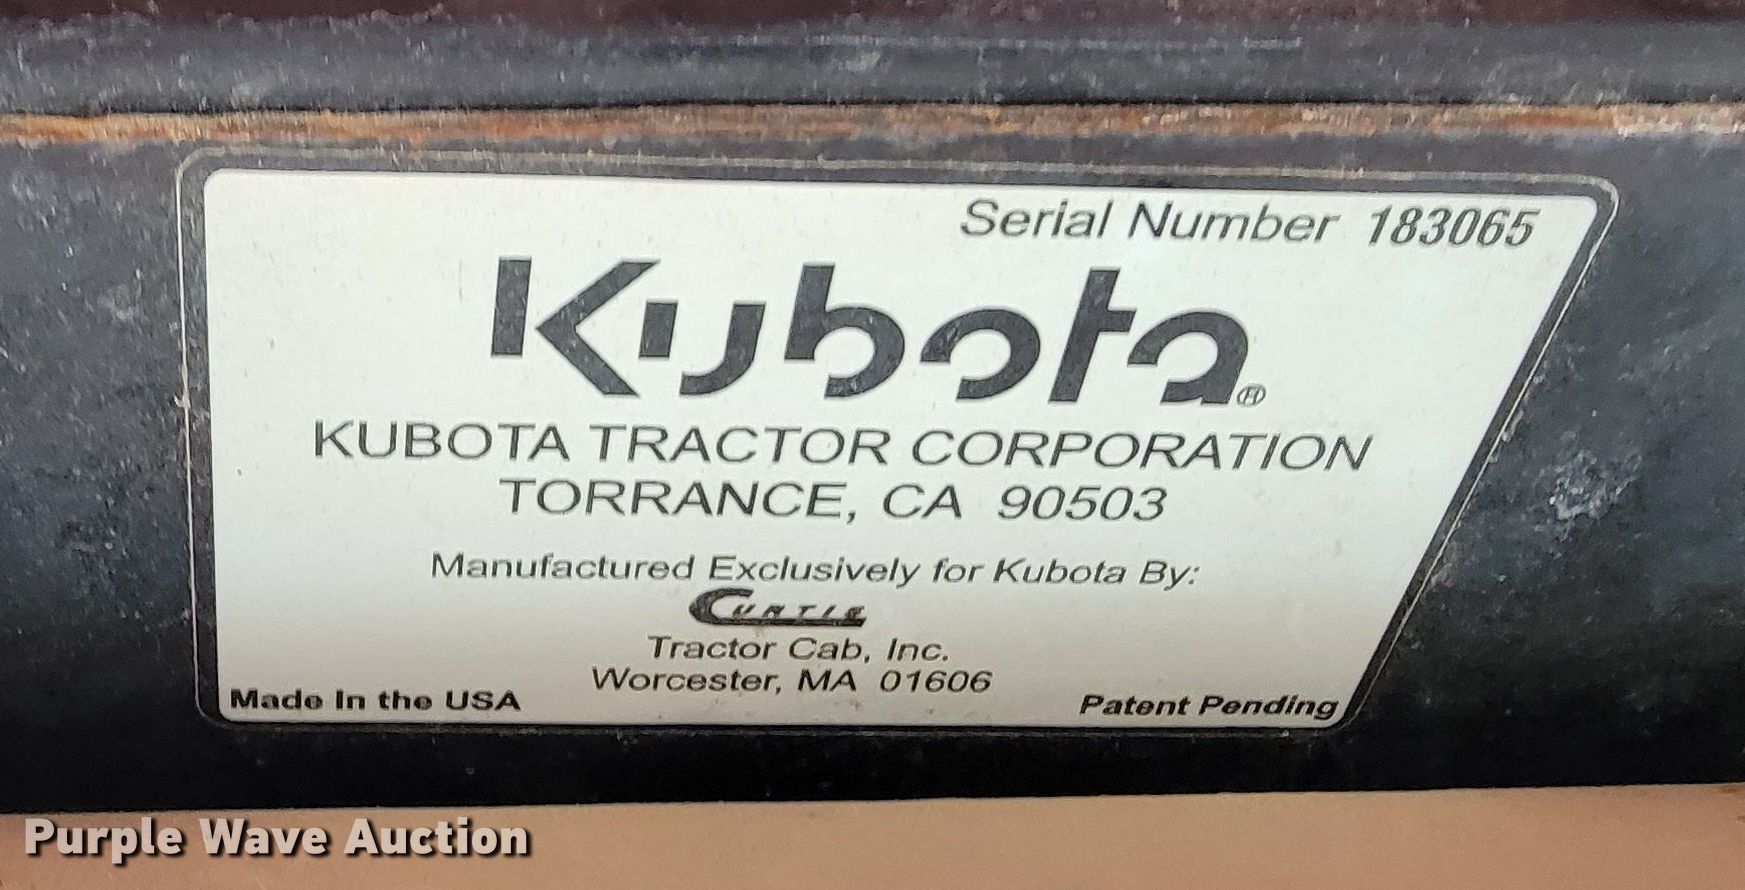 Serial Number 183065
Kubota®
KUBOTA TRACTOR CORPORATION
TORRANCE, CA 90503
Manufactured Exclusively for Kubota By:
CURTIS
Tractor Cab, Inc.
Worcester, MA 01606
Made In the USA
Patent Pending
Purple Wave Auction